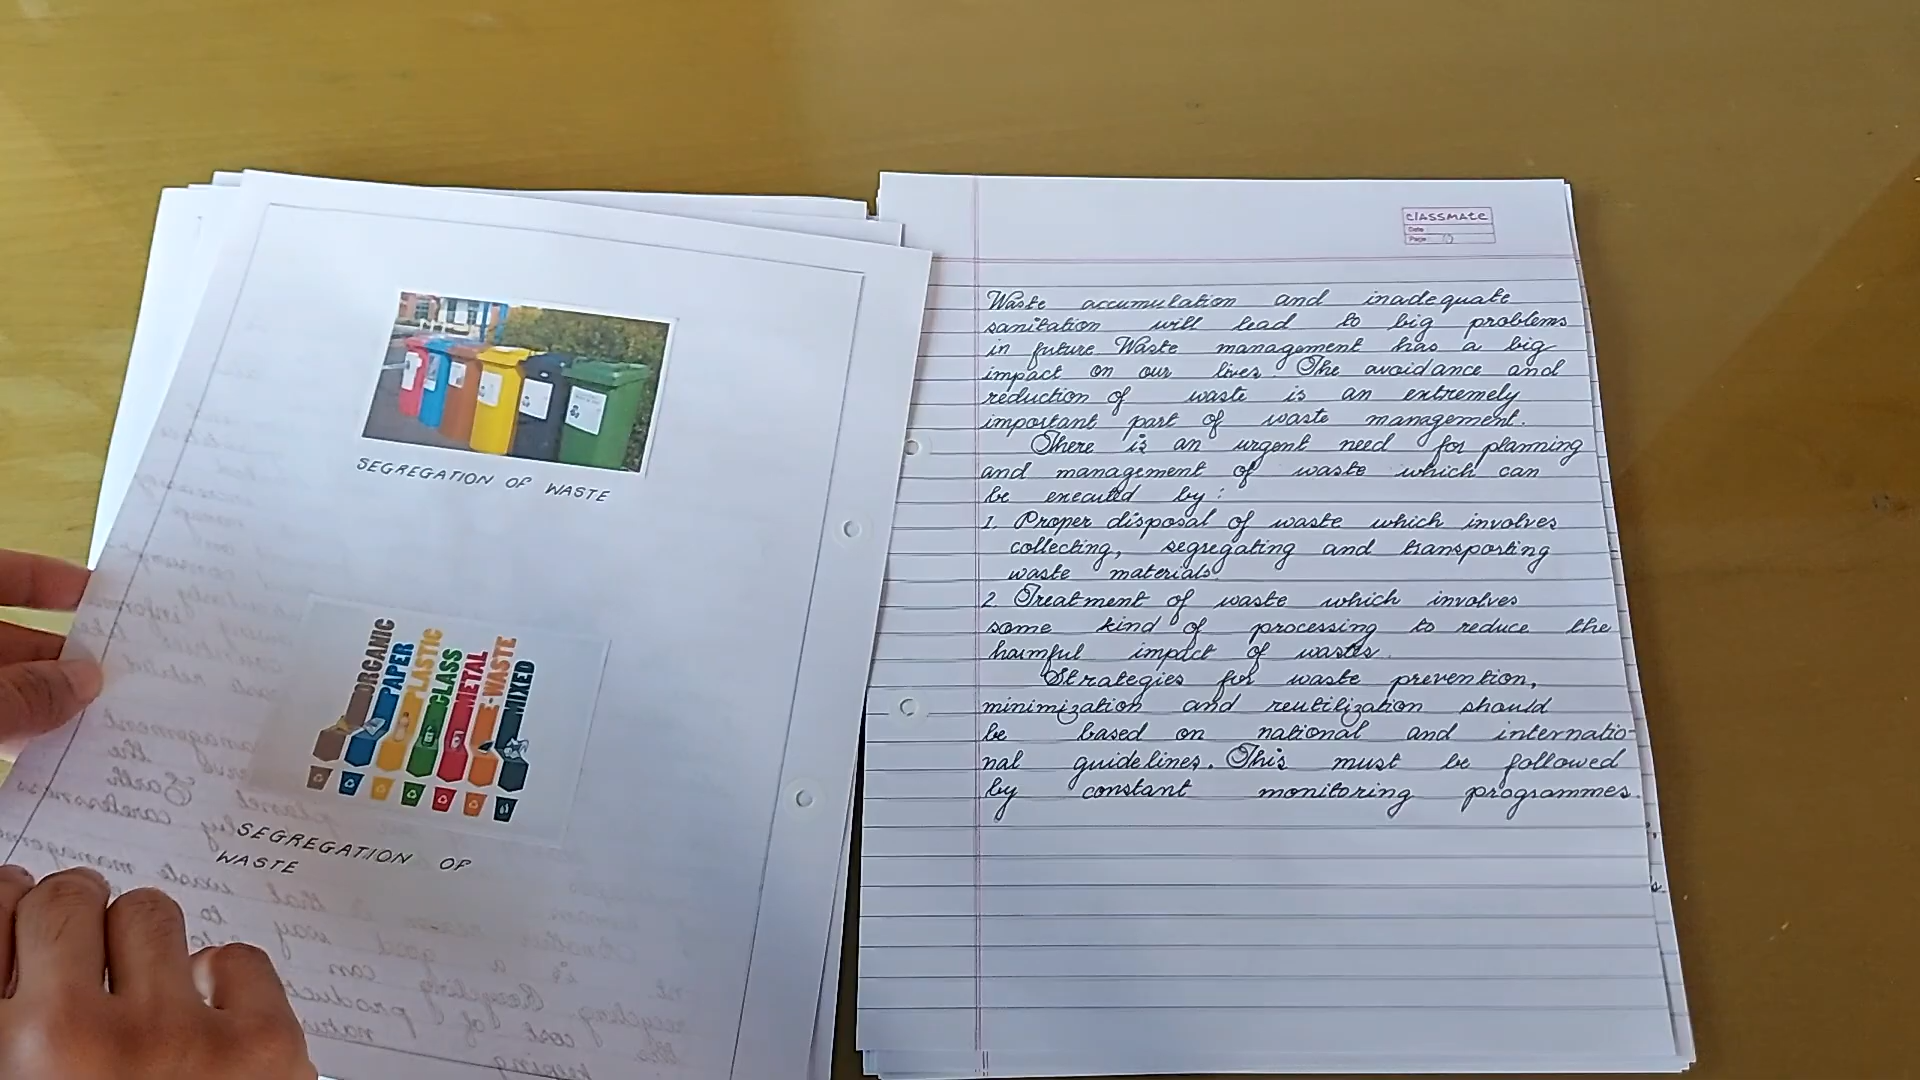 SEGREGATION OF WASTE
ORGANIC
PAPER
PLASTIC
GLASS
METAL
E-WASTE
MIXED
SEGREGATION OF
WASTE
classmate
Date
Page
Waste accumulation and inadequate
sanitation will lead to big problems
in future Waste management has a big
impact on our lives. The avoidance and
reduction of waste is an extremely
important part of waste management.
There is an urgent need for planning
and management of waste which can
be executed by:
1. Proper disposal of waste which involves
collecting, segregating and transporting
waste materials.
2. Treatment of waste which involves
some kind of processing to reduce the
harmful impact of wastes.
Strategies for waste prevention,
minimization and reutilization should
be based on national and internatio-
nal guidelines. This must be followed
by constant monitoring programmes.